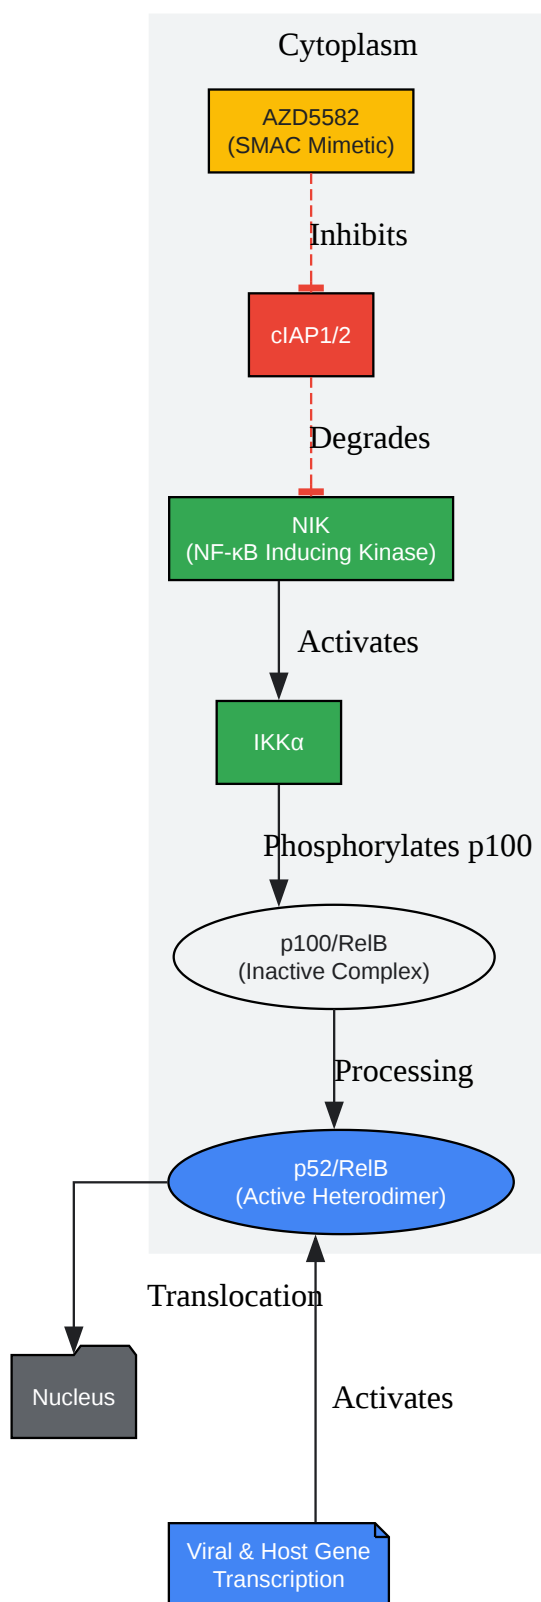 Cytoplasm
AZD5582
(SMAC Mimetic)
Inhibits
cIAP1/2
Degrades
NIK
(NF-κB Inducing Kinase)
Activates
IKKα
Phosphorylates p100
p100/RelB
(Inactive Complex)
Processing
p52/RelB
(Active Heterodimer)
Translocation
Nucleus
Activates
Viral & Host Gene
Transcription